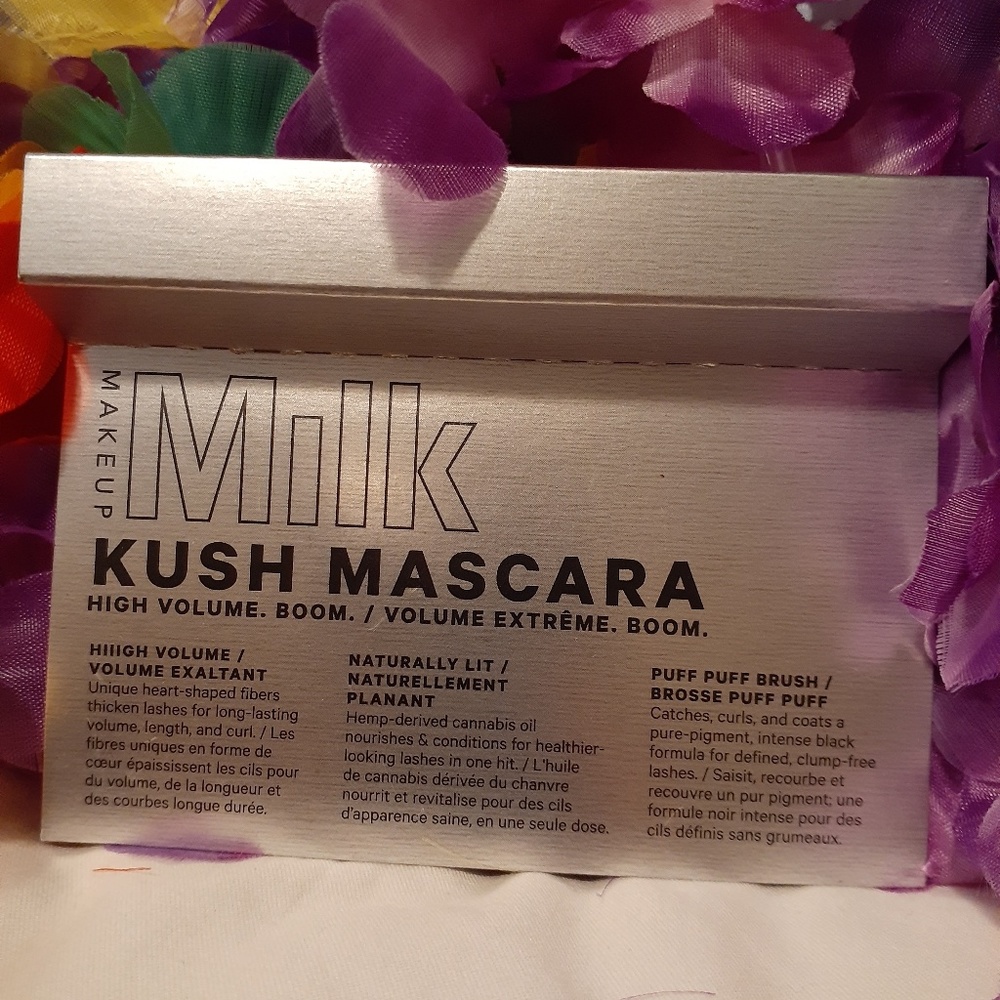 MAKEUP
Milk
KUSH MASCARA
HIGH VOLUME. BOOM. / VOLUME EXTRÊME. BOOM.
HIIIGH VOLUME /
VOLUME EXALTANT
Unique heart-shaped fibers
thicken lashes for long-lasting
volume, length, and curl. / Les
fibres uniques en forme de
cœur épaississent les cils pour
du volume, de la longueur et
des courbes longue durée.
NATURALLY LIT /
NATURELLEMENT
PLANANT
Hemp-derived cannabis oil
nourishes & conditions for healthier-
looking lashes in one hit. / L'huile
de cannabis dérivée du chanvre
nourrit et revitalise pour des cils
d'apparence saine, en une seule dose.
PUFF PUFF BRUSH /
BROSSE PUFF PUFF
Catches, curls, and coats a
pure-pigment, intense black
formula for defined, clump-free
lashes. / Saisit, recourbe et
recouvre un pur pigment; une
formule noir intense pour des
cils définis sans grumeaux.